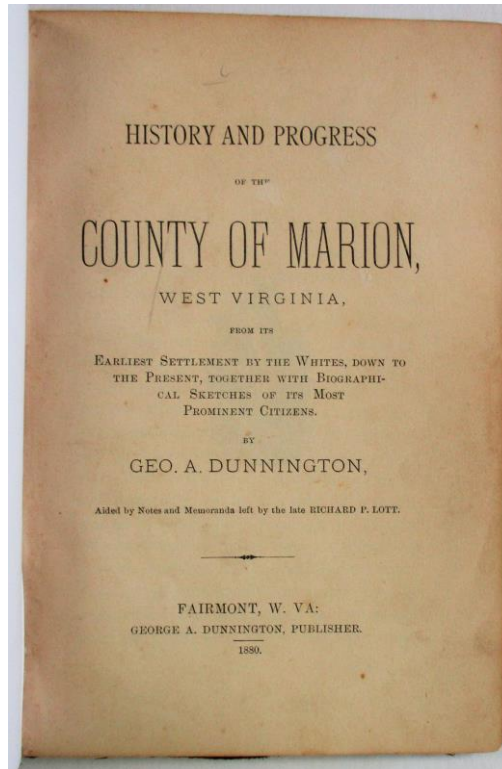 HISTORY AND PROGRESS
OF THE
COUNTY OF MARION,
WEST VIRGINIA,
FROM ITS
EARLIEST SETTLEMENT BY THE WHITES, DOWN TO
THE PRESENT, TOGETHER WITH BIOGRAPHI-
CAL SKETCHES OF ITS MOST
PROMINENT CITIZENS.
BY
GEO. A. DUNNINGTON,
Aided by Notes and Memoranda left by the late RICHARD P. LOTT.
FAIRMONT, W. VA:
GEORGE A. DUNNINGTON, PUBLISHER.
1880.